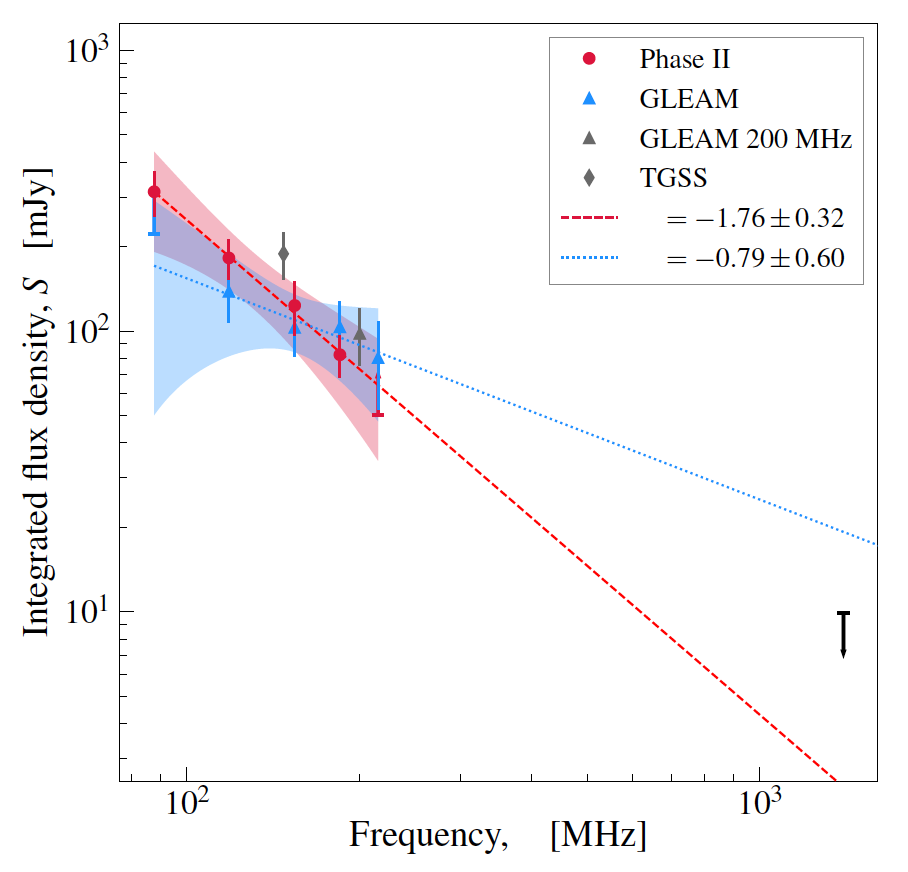 10³
10²
10¹
Integrated flux density, S [mJy]
Phase II
GLEAM
GLEAM 200 MHz
TGSS
= −1.76 ± 0.32
= −0.79 ± 0.60
10²
10³
Frequency, [MHz]